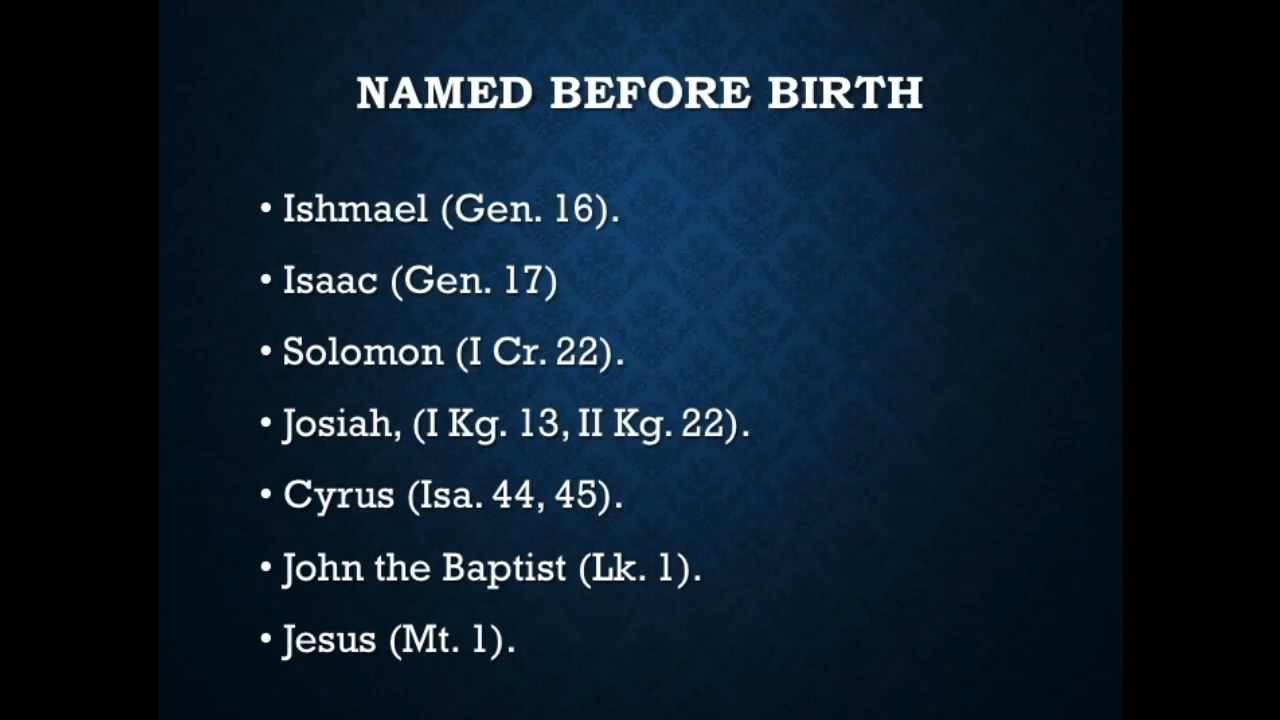 NAMED BEFORE BIRTH
• Ishmael (Gen. 16).
• Isaac (Gen. 17)
• Solomon (I Cr. 22).
• Josiah, (I Kg. 13, II Kg. 22).
• Cyrus (Isa. 44, 45).
• John the Baptist (Lk. 1).
• Jesus (Mt. 1).